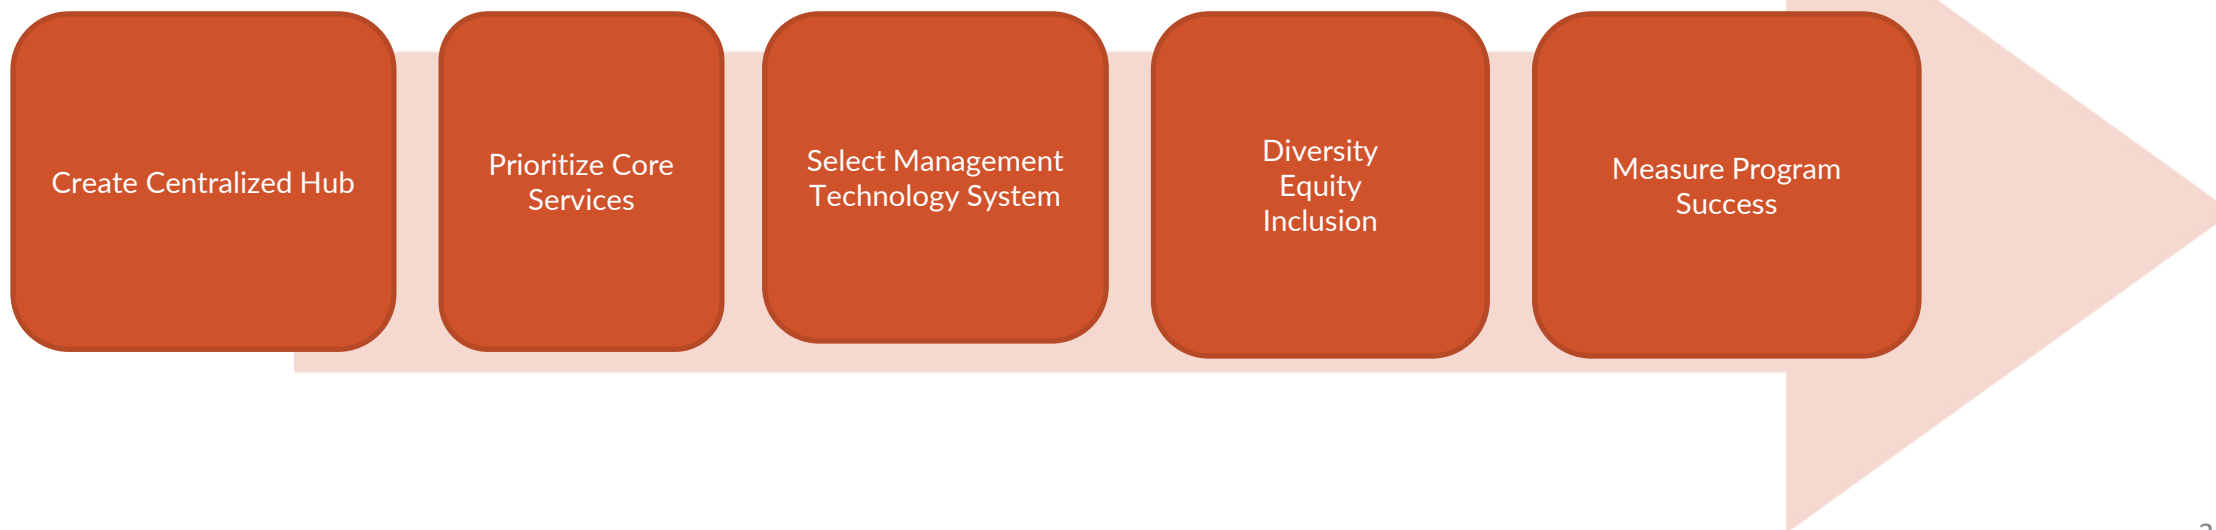 Create Centralized Hub
Prioritize Core
Services
Select Management
Technology System
Diversity
Equity
Inclusion
Measure Program
Success